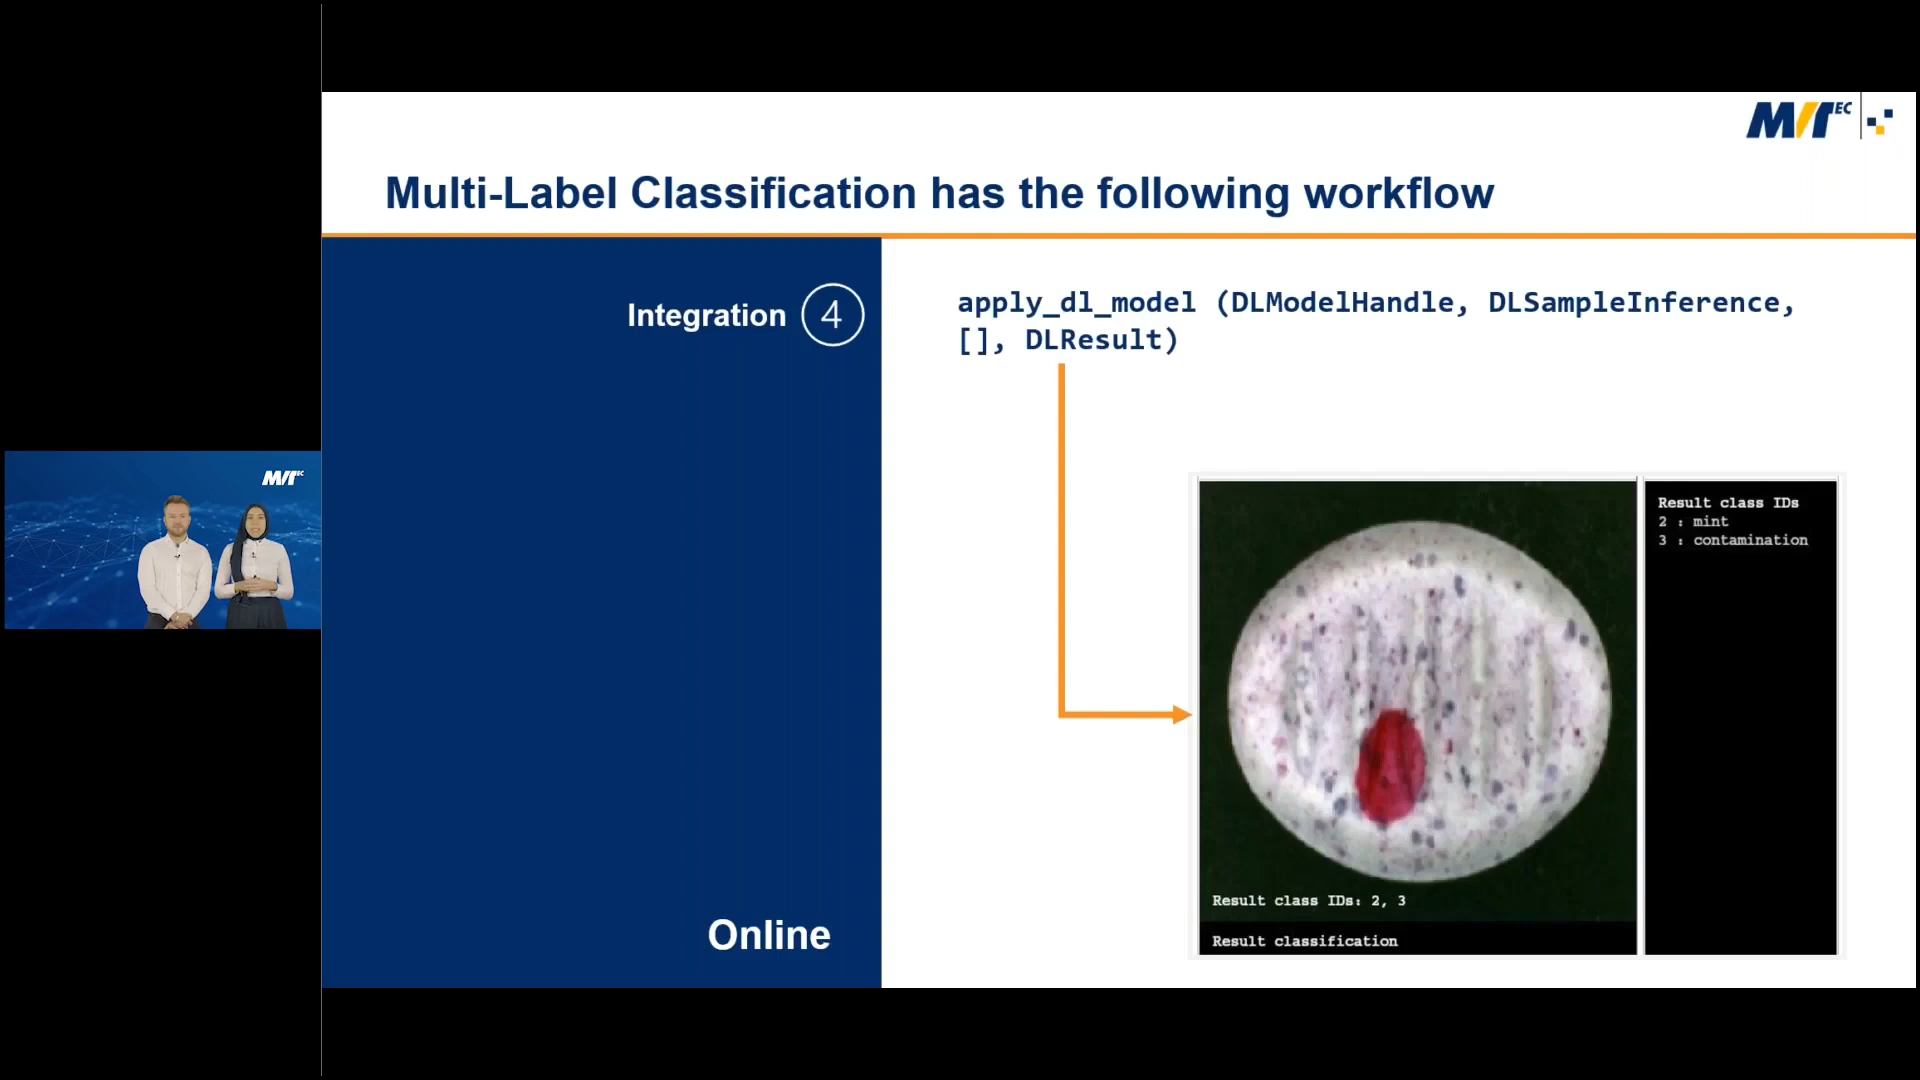 MVTEC
Multi-Label Classification has the following workflow
Integration 4
apply_dl_model (DLModelHandle, DLSampleInference,
[], DLResult)
MVTEC
Result class IDs
2 : mint
3 : contamination
Result class IDs: 2, 3
Result classification
Online